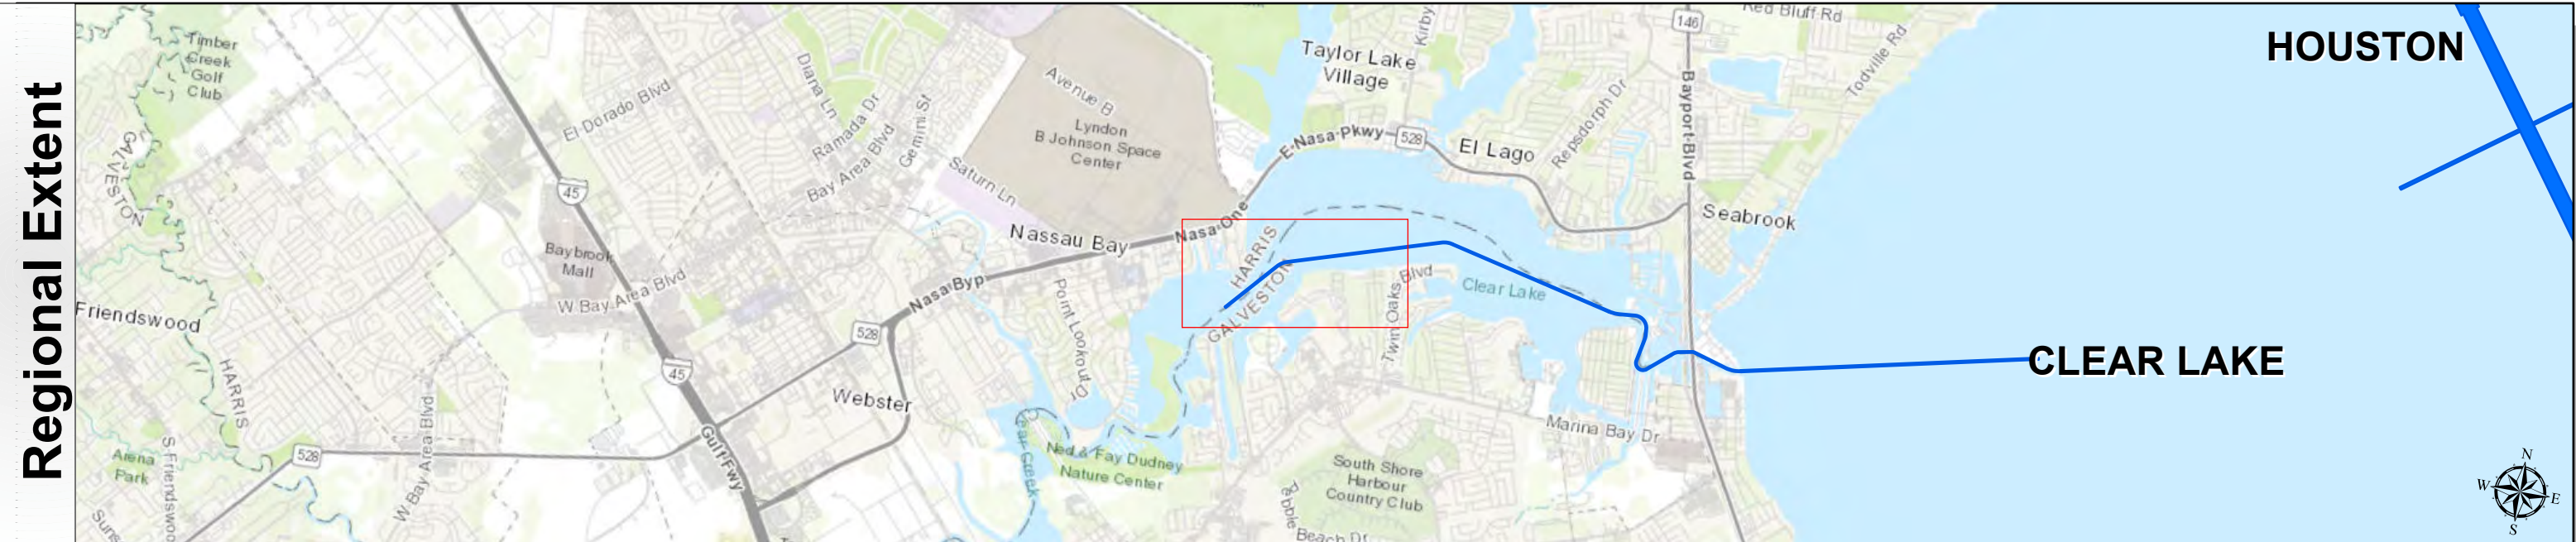 Regional Extent
Timber
Creek
Golf
Club
GALVESTON
El Dorado Blvd
Diana Ln
Ramada Dr
Bay Area Blvd
Gemini St
Saturn Ln
Avenue B
Lyndon
B Johnson Space
Center
Taylor Lake
Village
Kirby
146
Red Bluff Rd
Todville Rd
HOUSTON
E Nasa Pkwy
528
El Lago
Repsdorph Dr
Bayport Blvd
Seabrook
45
Baybrook
Mall
W Bay Area Blvd
Friendswood
HARRIS
Nassau Bay
Nasa One
Nasa Byp
528
Point Lookout Dr
HARRIS
GALVESTON
Twin Oaks
Blvd
Clear Lake
CLEAR LAKE
45
Webster
Gulf Fwy
528
W Bay Area Blvd
S Friendswoo
Arena
Park
Ned & Fay Dudney
Nature Center
South Shore
Harbour
Country Club
Marina Bay Dr
Beach Dr
N
W
E
S